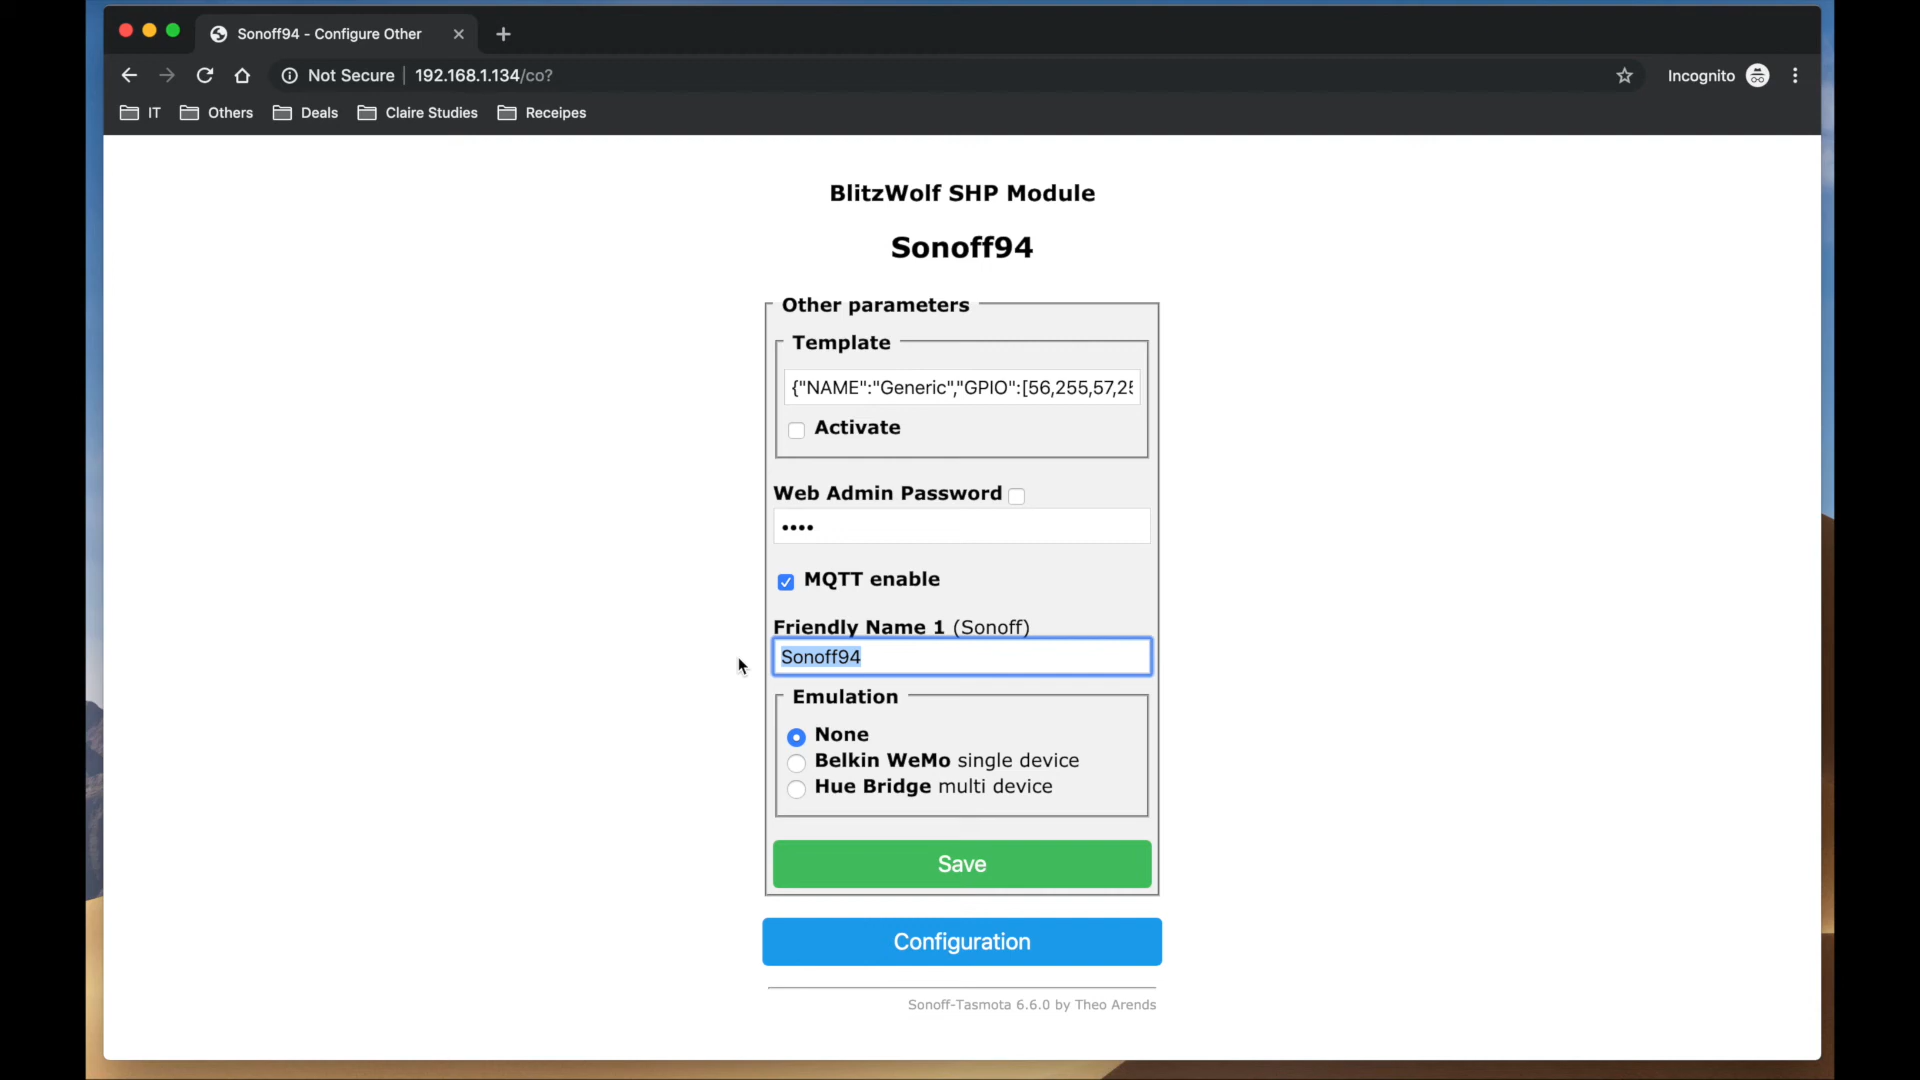 Sonoff94 - Configure Other
Not Secure 192.168.1.134/co?
Incognito
IT Others Deals Claire Studies Receipes
BlitzWolf SHP Module
Sonoff94
Other parameters
Template
{"NAME":"Generic","GPIO":[56,255,57,25
Activate
Web Admin Password
••••
MQTT enable
Friendly Name 1 (Sonoff)
Sonoff94
Emulation
None
Belkin WeMo single device
Hue Bridge multi device
Save
Configuration
Sonoff-Tasmota 6.6.0 by Theo Arends